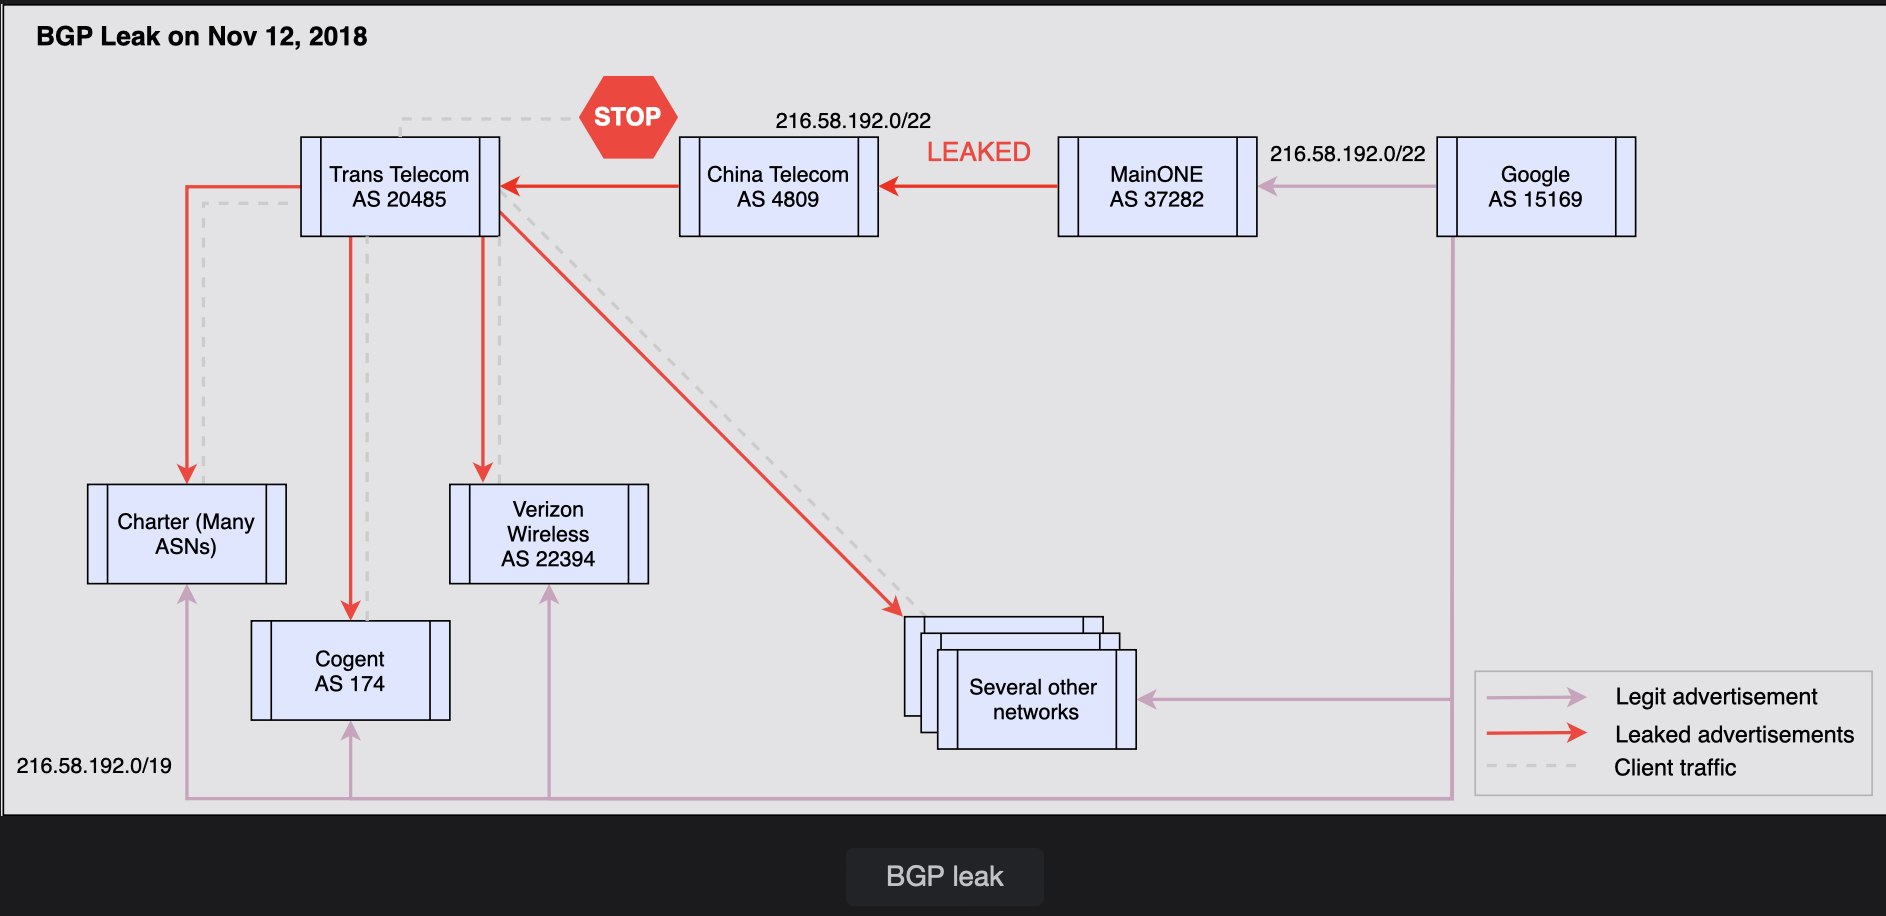 BGP Leak on Nov 12, 2018
STOP
216.58.192.0/22
LEAKED
216.58.192.0/22
Trans Telecom
AS 20485
China Telecom
AS 4809
MainONE
AS 37282
Google
AS 15169
Charter (Many
ASNs)
Verizon
Wireless
AS 22394
Cogent
AS 174
Several other
networks
216.58.192.0/19
Legit advertisement
Leaked advertisements
Client traffic
BGP leak